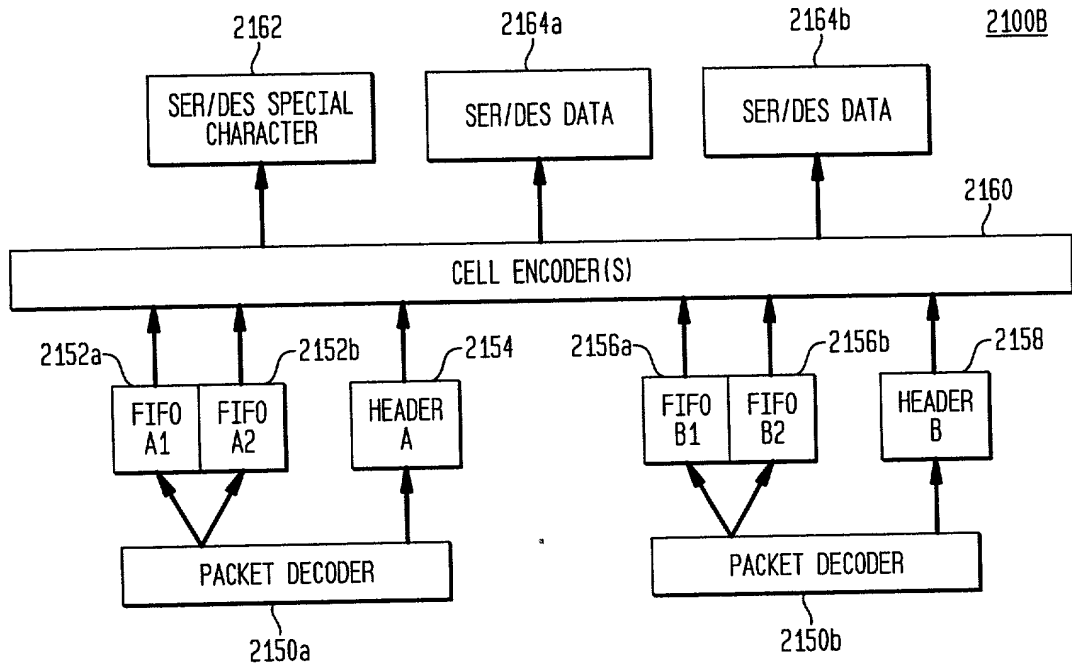 2162
2164a
2164b
2100B
SER/DES SPECIAL
CHARACTER
SER/DES DATA
SER/DES DATA
2160
CELL ENCODER(S)
2152a
2152b
2154
2156a
2156b
2158
FIFO
A1
FIFO
A2
HEADER
A
FIFO
B1
FIFO
B2
HEADER
B
PACKET DECODER
PACKET DECODER
2150a
2150b